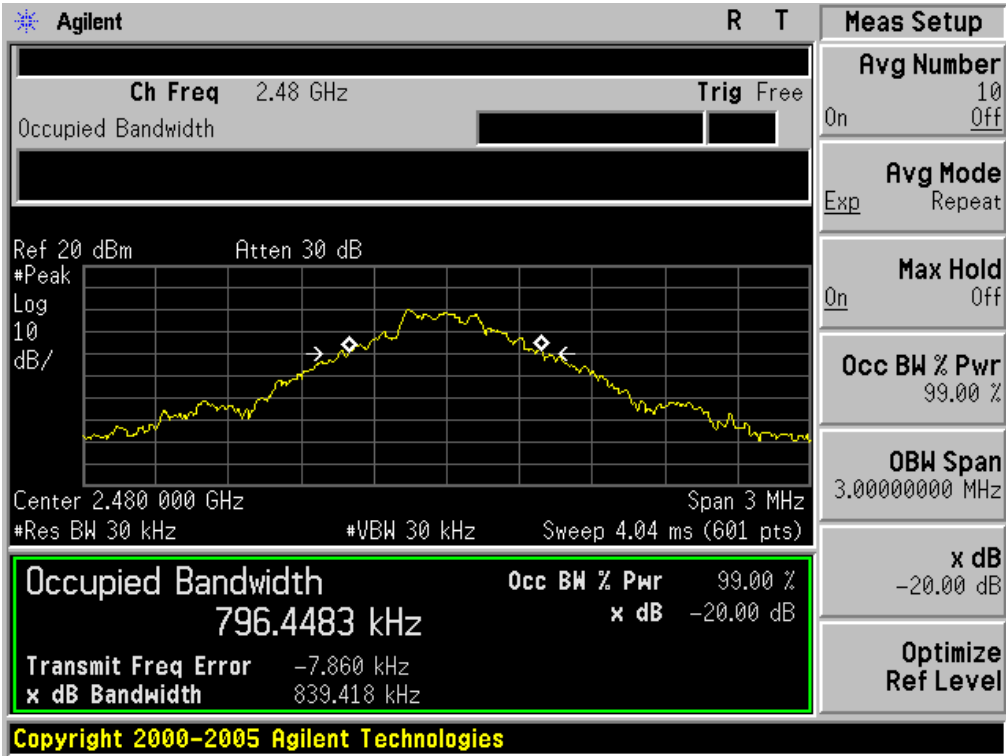 Agilent R T
Ch Freq 2.48 GHz Trig Free
Occupied Bandwidth
Ref 20 dBm Atten 30 dB
#Peak
Log
10
dB/
Center 2.480 000 GHz Span 3 MHz
#Res BW 30 kHz #VBW 30 kHz Sweep 4.04 ms (601 pts)
Occupied Bandwidth Occ BW % Pwr 99.00 %
796.4483 kHz x dB -20.00 dB
Transmit Freq Error -7.860 kHz
x dB Bandwidth 839.418 kHz
Copyright 2000-2005 Agilent Technologies
Meas Setup
Avg Number
10
On Off
Avg Mode
Exp Repeat
Max Hold
On Off
Occ BW % Pwr
99.00 %
OBW Span
3.00000000 MHz
x dB
-20.00 dB
Optimize
Ref Level